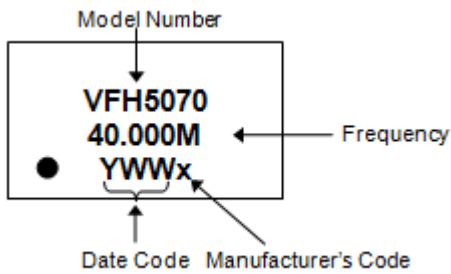 Model Number
VFH5070
40.000M
Frequency
YWWx
Date Code
Manufacturer's Code